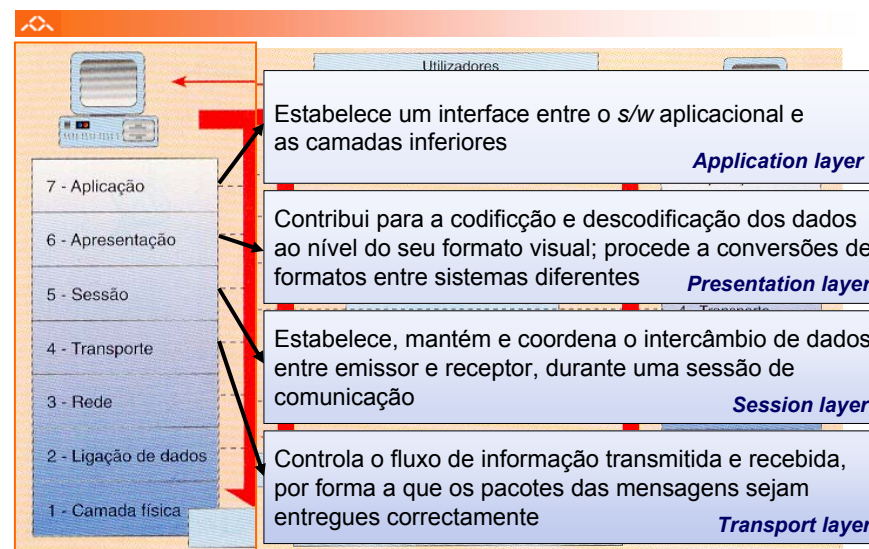 Utilizadores
Estabelece um interface entre o s/w aplicacional e
as camadas inferiores
Application layer
7 - Aplicação
Contribui para a codificção e descodificação dos dados
ao nível do seu formato visual; procede a conversões de
formatos entre sistemas diferentes
Presentation layer
6 - Apresentação
5 - Sessão
Estabelece, mantém e coordena o intercâmbio de dados
entre emissor e receptor, durante uma sessão de
comunicação
Session layer
4 - Transporte
3 - Rede
Controla o fluxo de informação transmitida e recebida,
por forma a que os pacotes das mensagens sejam
entregues correctamente
Transport layer
2 - Ligação de dados
1 - Camada física